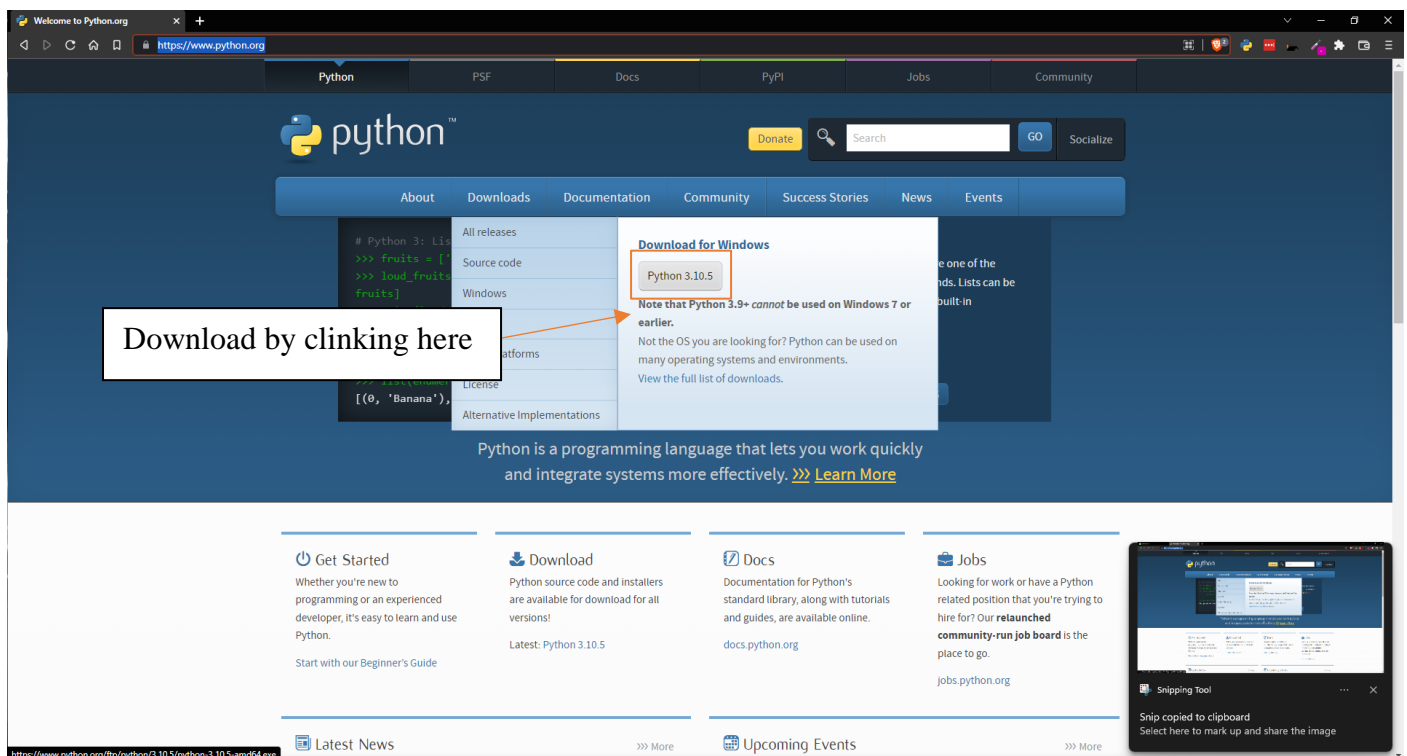 Welcome to Python.org
https://www.python.org
Python PSF Docs PyPI Jobs Community
python™
Donate Search GO Socialize
About Downloads Documentation Community Success Stories News Events
# Python 3: Lis
>>> fruits = ['
>>> loud_fruits
fruits]
>>> list(enumer
[(0, 'Banana'),
All releases
Source code
Windows
atforms
License
Alternative Implementations
Download for Windows
Python 3.10.5
Note that Python 3.9+ cannot be used on Windows 7 or
earlier.
Not the OS you are looking for? Python can be used on
many operating systems and environments.
View the full list of downloads.
e one of the
nds. Lists can be
built-in
Download by clinking here
Python is a programming language that lets you work quickly
and integrate systems more effectively. >>> Learn More
Get Started
Whether you're new to
programming or an experienced
developer, it's easy to learn and use
Python.
Start with our Beginner's Guide
Download
Python source code and installers
are available for download for all
versions!
Latest: Python 3.10.5
Docs
Documentation for Python's
standard library, along with tutorials
and guides, are available online.
docs.python.org
Jobs
Looking for work or have a Python
related position that you're trying to
hire for? Our relaunched
community-run job board is the
place to go.
jobs.python.org
Latest News >>> More
Upcoming Events >>> More
Snipping Tool
Snip copied to clipboard
Select here to mark up and share the image
https://www.python.org/ftp/python/3.10.5/python-3.10.5-amd64.exe